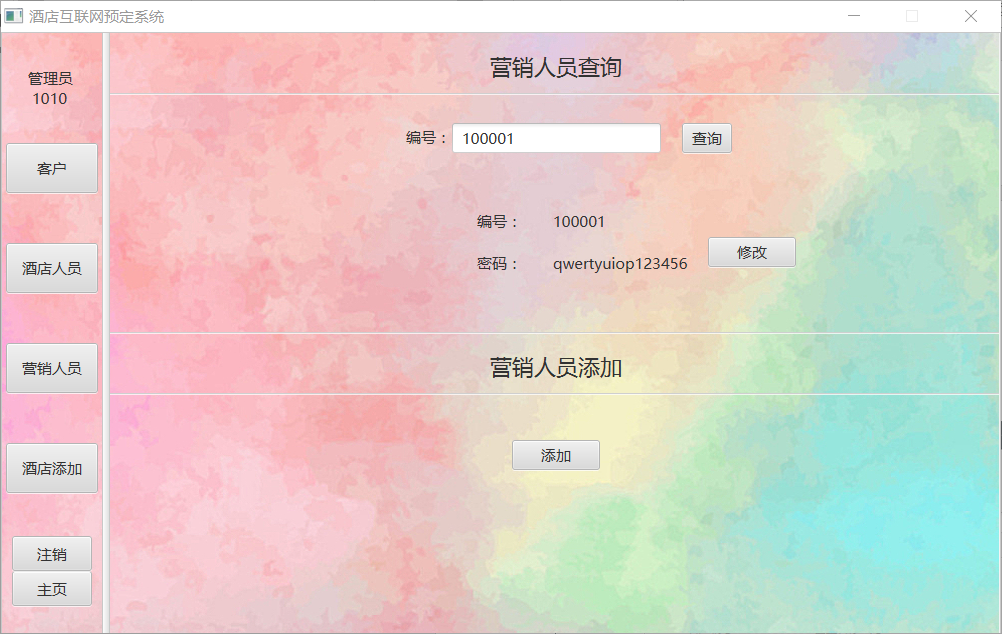 酒店互联网预定系统
管理员
1010
客户
酒店人员
营销人员
酒店添加
注销
主页
营销人员查询
编号： 100001 查询
编号： 100001
密码： qwertyuiop123456 修改
营销人员添加
添加